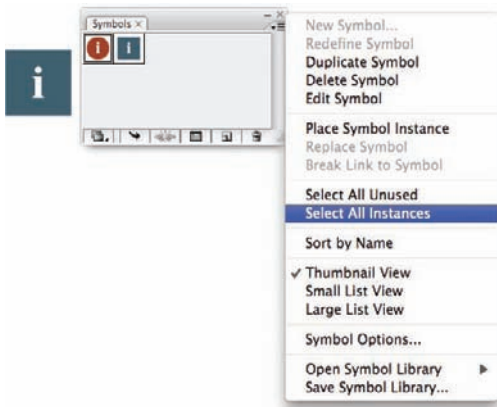 Symbols ×
i
i
i
New Symbol...
Redefine Symbol
Duplicate Symbol
Delete Symbol
Edit Symbol
Place Symbol Instance
Replace Symbol
Break Link to Symbol
Select All Unused
Select All Instances
Sort by Name
✓ Thumbnail View
Small List View
Large List View
Symbol Options...
Open Symbol Library
Save Symbol Library...